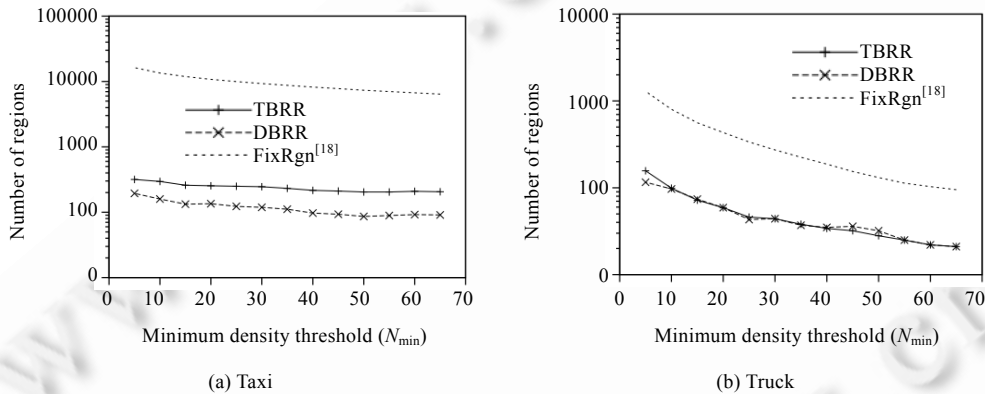 100000
10000
1000
100
0
Number of regions
TBRR
DBRR
FixRgn[18]
0 10 20 30 40 50 60 70
Minimum density threshold (Nmin)
(a) Taxi
10000
1000
100
0
Number of regions
TBRR
DBRR
FixRgn[18]
0 10 20 30 40 50 60 70
Minimum density threshold (Nmin)
(b) Truck